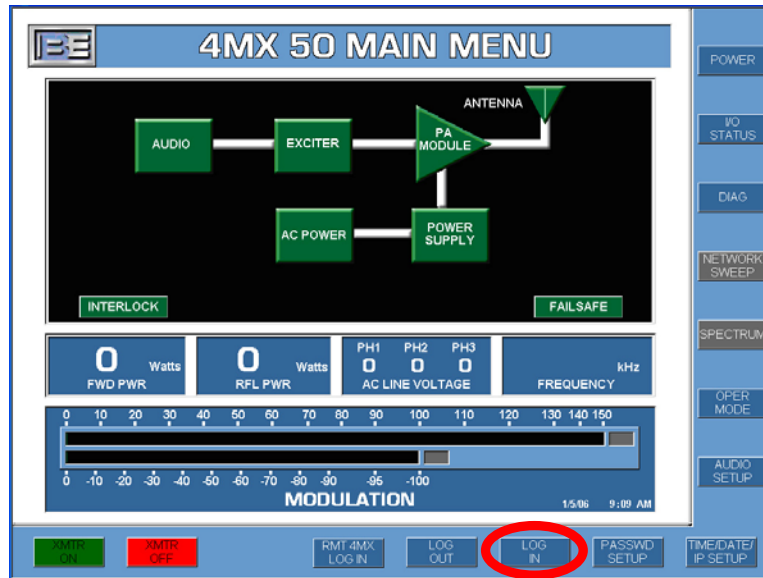 BE
4MX 50 MAIN MENU
ANTENNA
AUDIO
EXCITER
PA
MODULE
AC POWER
POWER
SUPPLY
INTERLOCK
FAILSAFE
0 Watts
FWD PWR
0 Watts
RFL PWR
PH1 PH2 PH3
0 0 0
AC LINE VOLTAGE
kHz
FREQUENCY
0 10 20 30 40 50 60 70 80 90 100 110 120 130 140 150
0 -10 -20 -30 -40 -50 -60 -70 -80 -90 -95 -100
MODULATION
1/5/06 9:09 AM
POWER
I/O
STATUS
DIAG
NETWORK
SWEEP
SPECTRUM
OPER
MODE
AUDIO
SETUP
XMTR
ON
XMTR
OFF
RMT 4MX
LOG IN
LOG
OUT
LOG
IN
PASSWD
SETUP
TIME/DATE/
IP SETUP